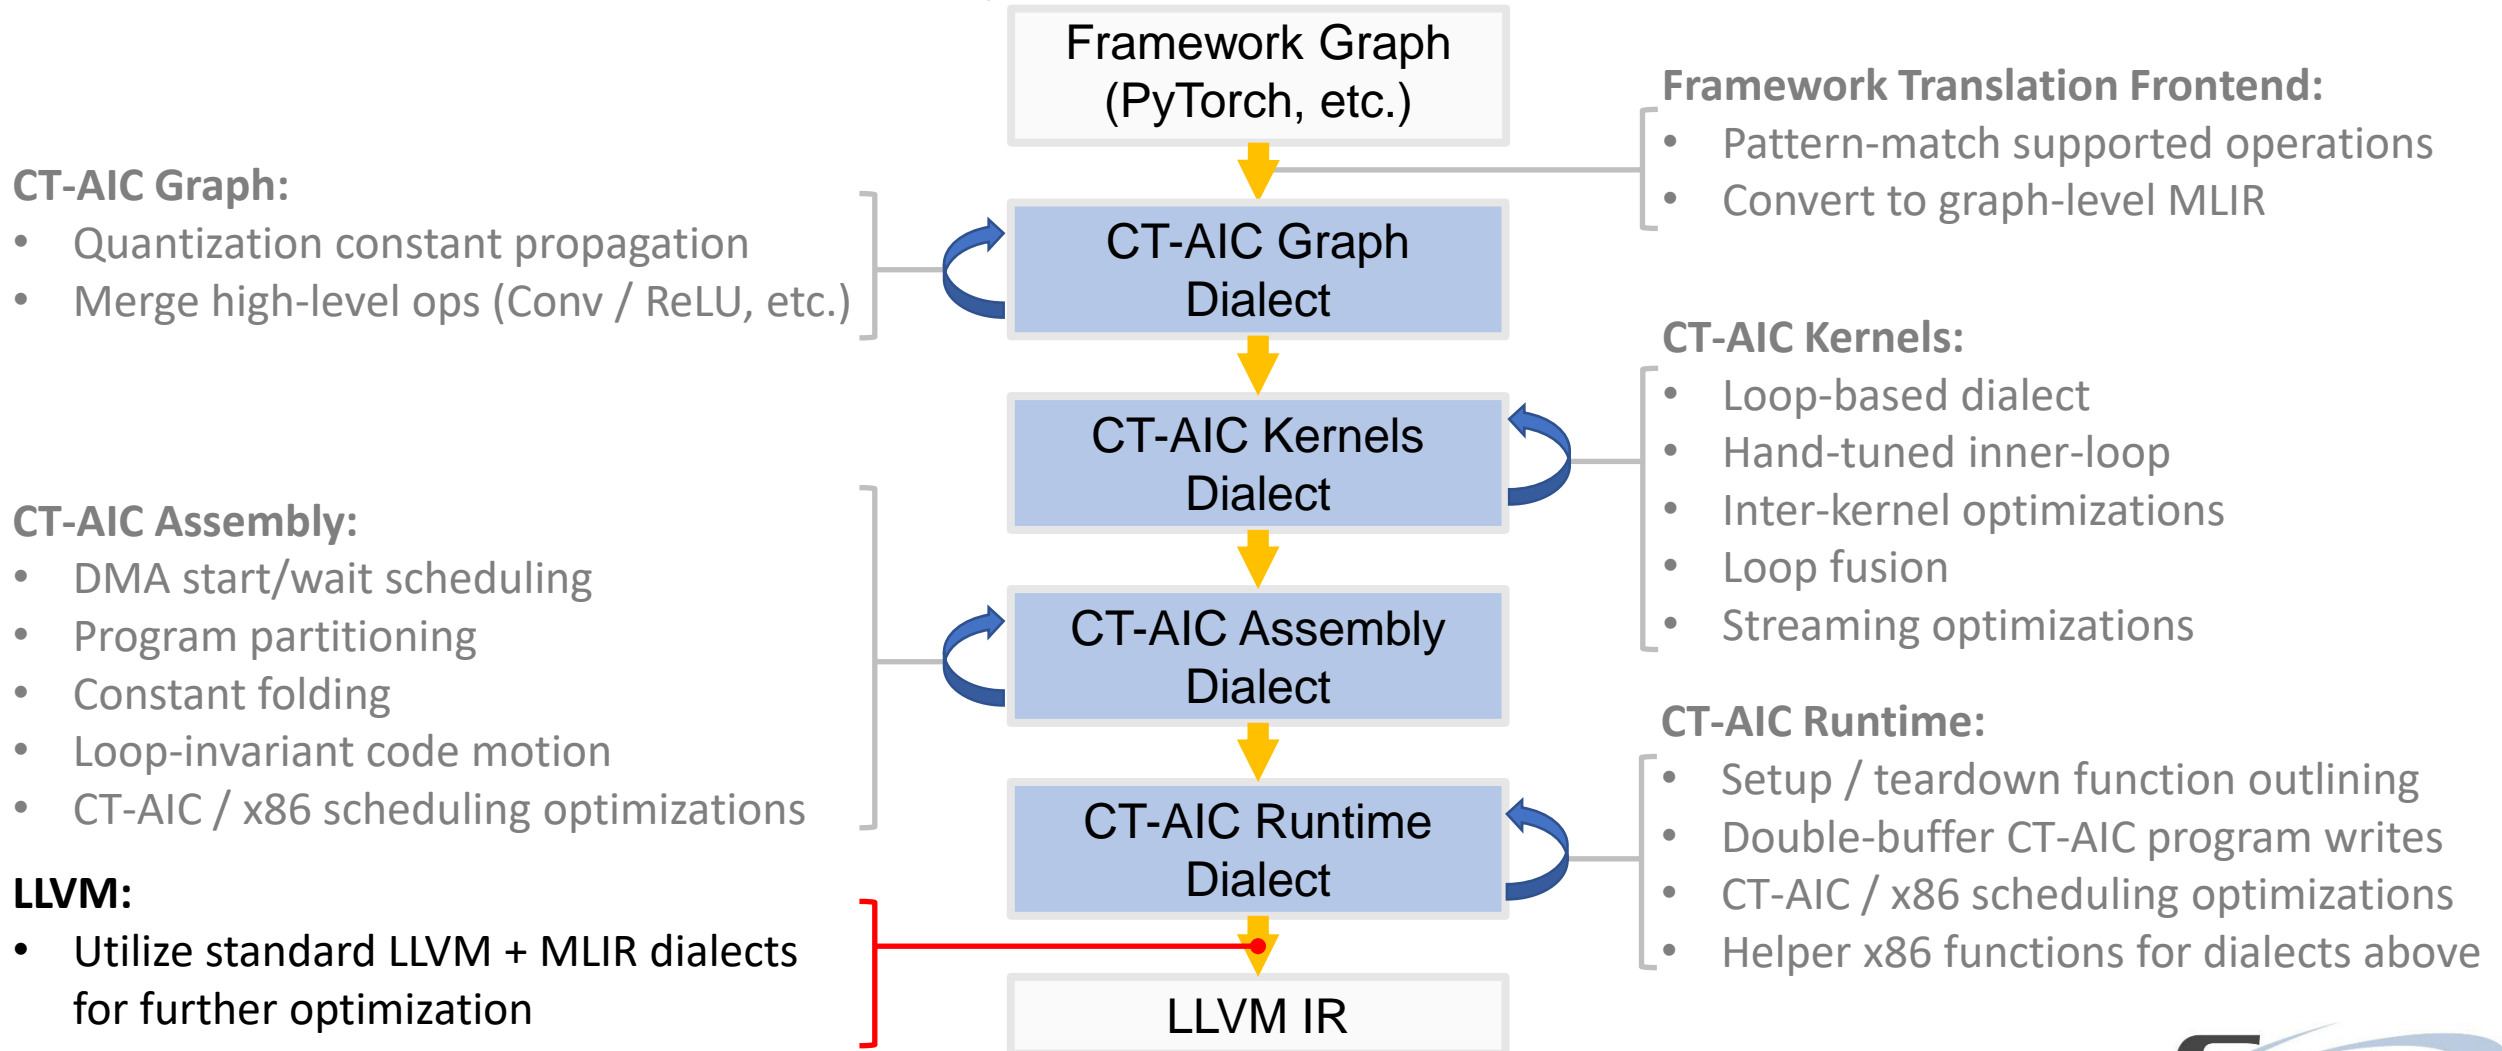 Framework Graph
(PyTorch, etc.)
Framework Translation Frontend:
• Pattern-match supported operations
• Convert to graph-level MLIR
CT-AIC Graph:
• Quantization constant propagation
• Merge high-level ops (Conv / ReLU, etc.)
CT-AIC Graph
Dialect
CT-AIC Kernels:
• Loop-based dialect
• Hand-tuned inner-loop
• Inter-kernel optimizations
• Loop fusion
• Streaming optimizations
CT-AIC Kernels
Dialect
CT-AIC Assembly:
• DMA start/wait scheduling
• Program partitioning
• Constant folding
• Loop-invariant code motion
• CT-AIC / x86 scheduling optimizations
CT-AIC Assembly
Dialect
CT-AIC Runtime:
• Setup / teardown function outlining
• Double-buffer CT-AIC program writes
• CT-AIC / x86 scheduling optimizations
• Helper x86 functions for dialects above
CT-AIC Runtime
Dialect
LLVM:
• Utilize standard LLVM + MLIR dialects
for further optimization
LLVM IR